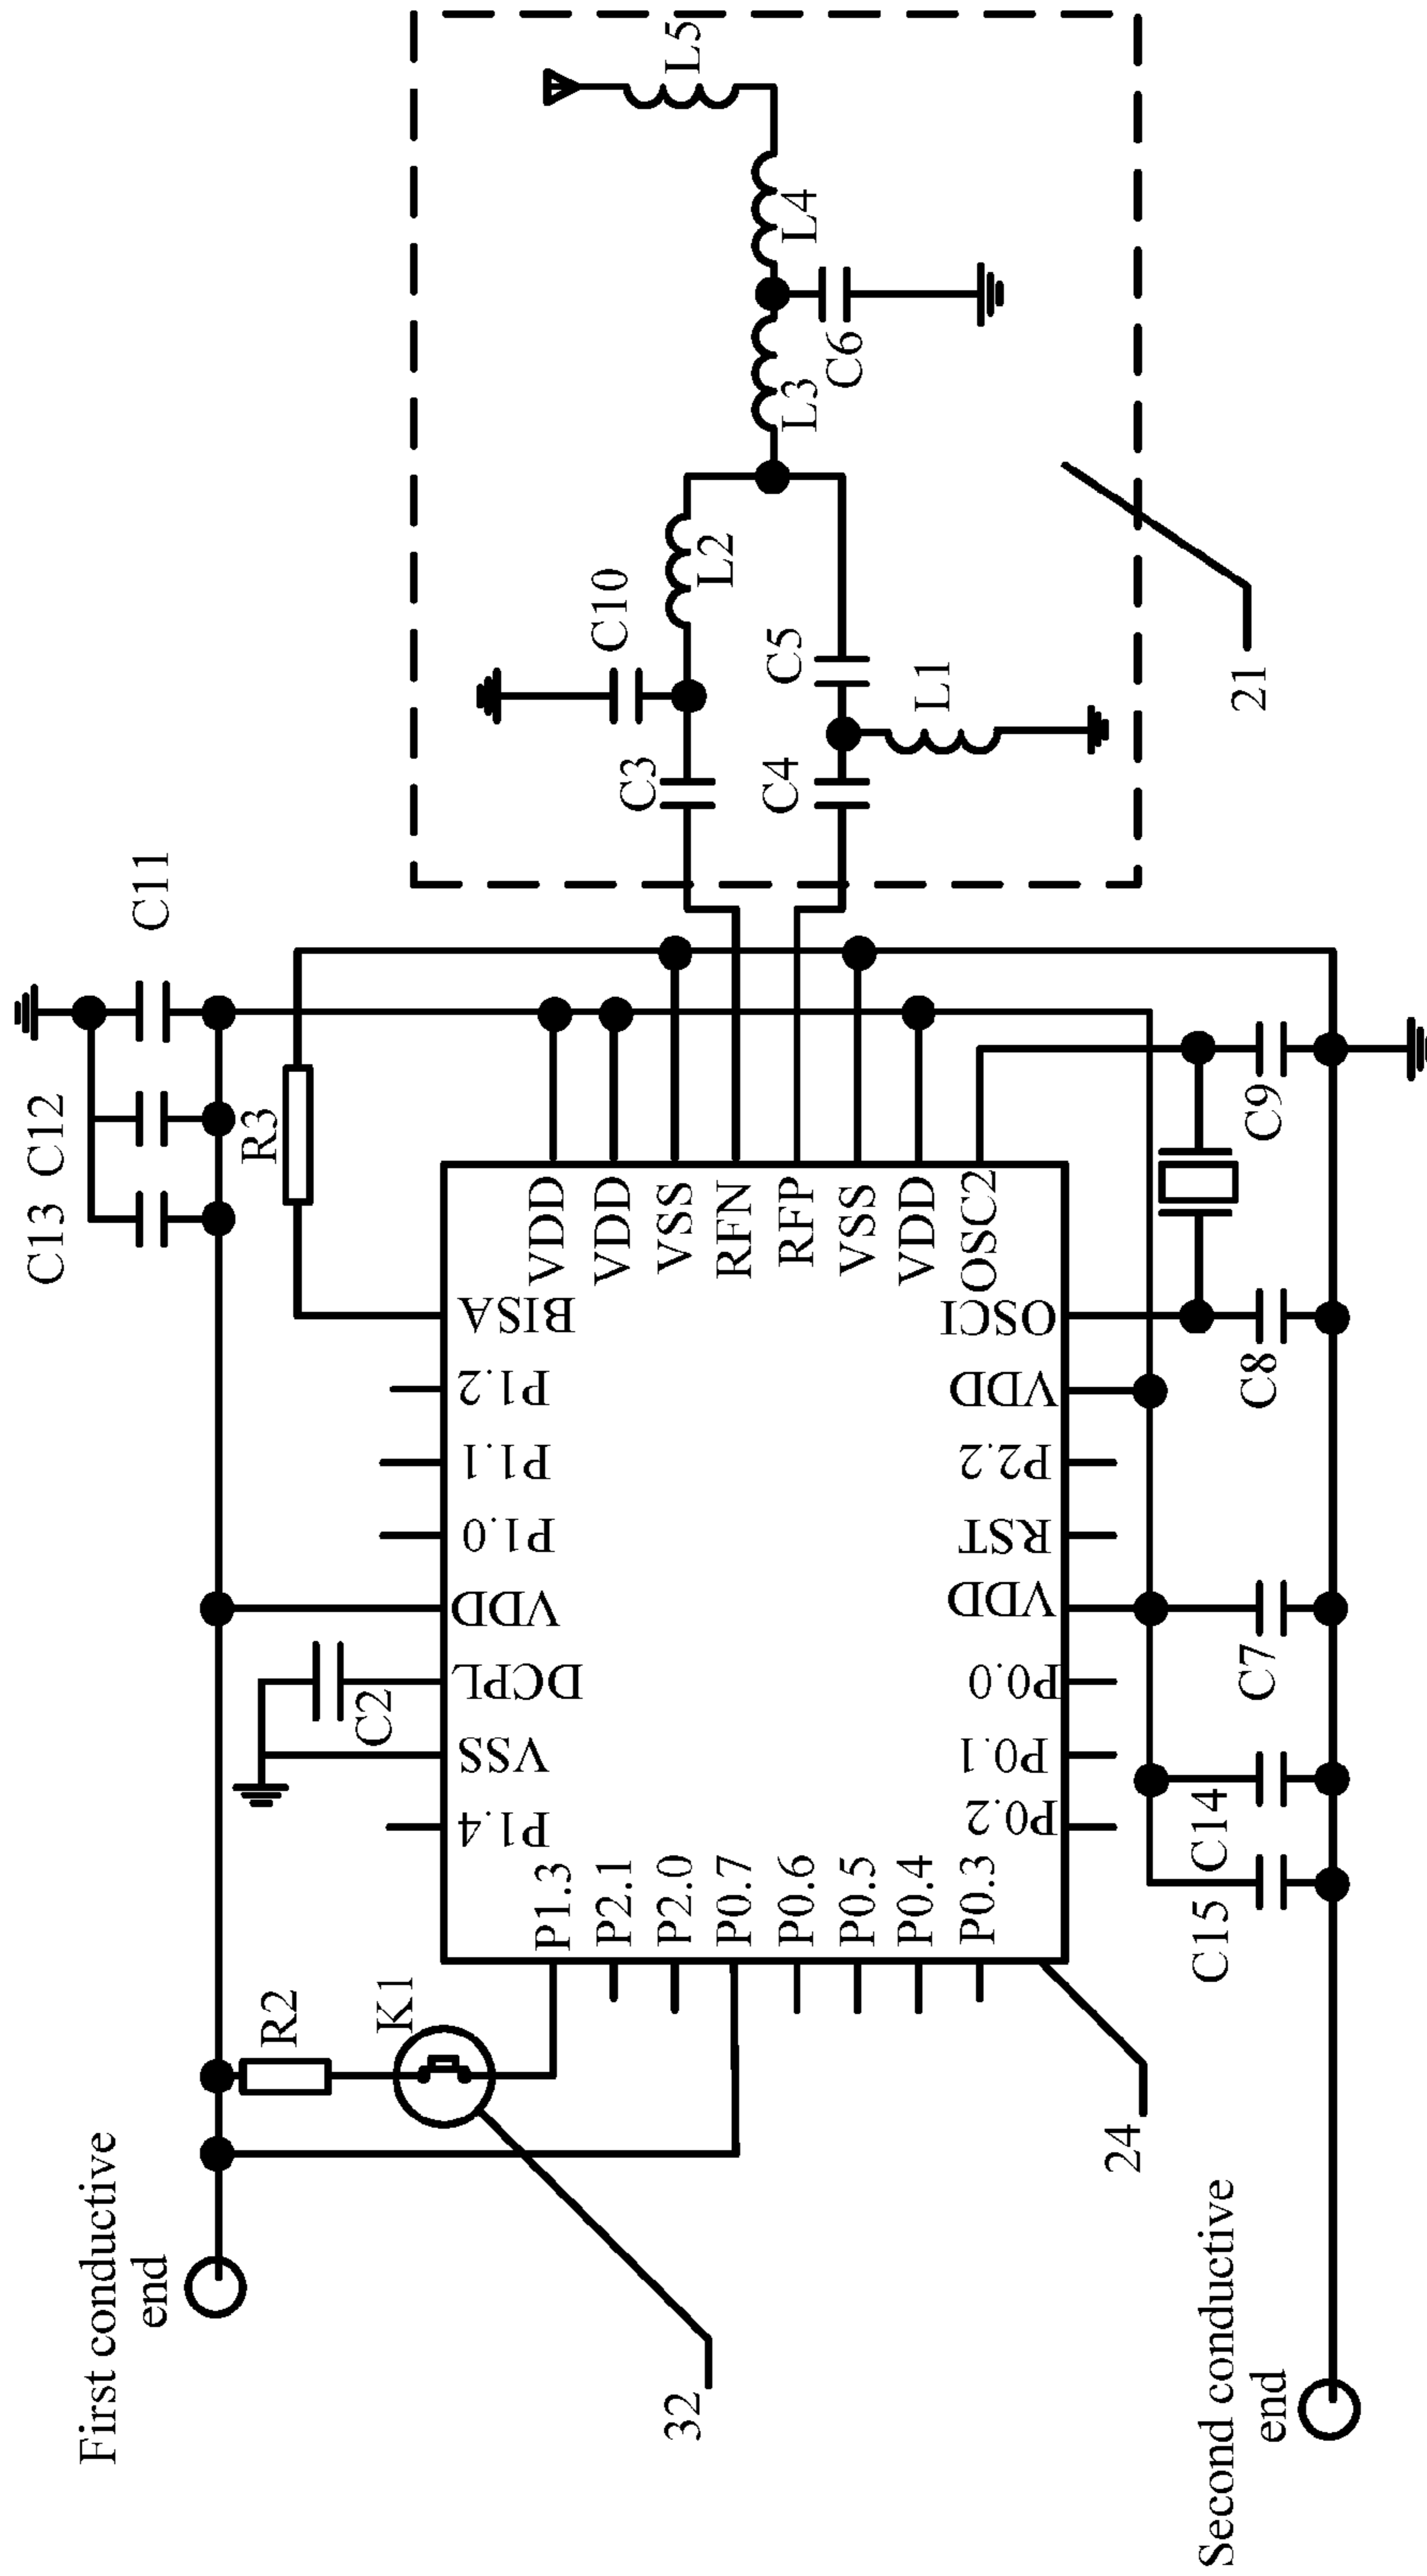 First conductive
end
Second conductive
end
32
24
21
K1
R2
R3
C13
C12
C11
C2
C15
C14
C7
C8
C9
C3
C10
L2
C4
C5
L1
L3
C6
L4
L5
P1.4
VSS
DCPL
VDD
P1.0
P1.1
P1.2
BISA
VDD
VDD
VSS
RFN
RFP
VSS
VDD
OSC2
OSCI
VDD
P2.2
RST
VDD
P0.0
P0.1
P0.2
P1.3
P2.1
P2.0
P0.7
P0.6
P0.5
P0.4
P0.3